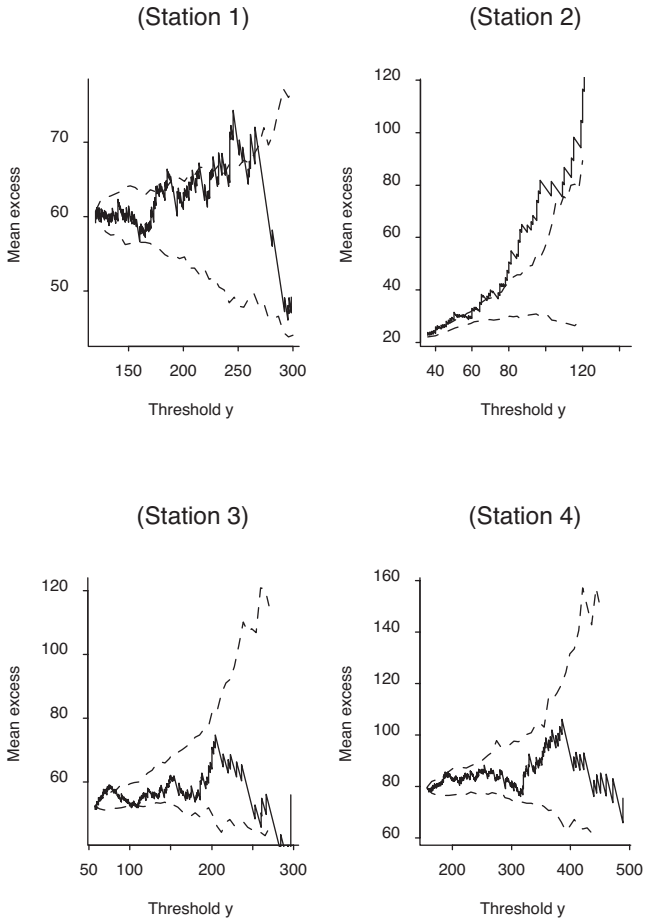 (Station 1)
(Station 2)
Mean excess
70
60
50
150 200 250 300
Threshold y
Mean excess
120
100
80
60
40
20
40 60 80 120
Threshold y
(Station 3)
(Station 4)
Mean excess
120
100
80
60
50 100 200 300
Threshold y
Mean excess
160
140
120
100
80
60
200 300 400 500
Threshold y